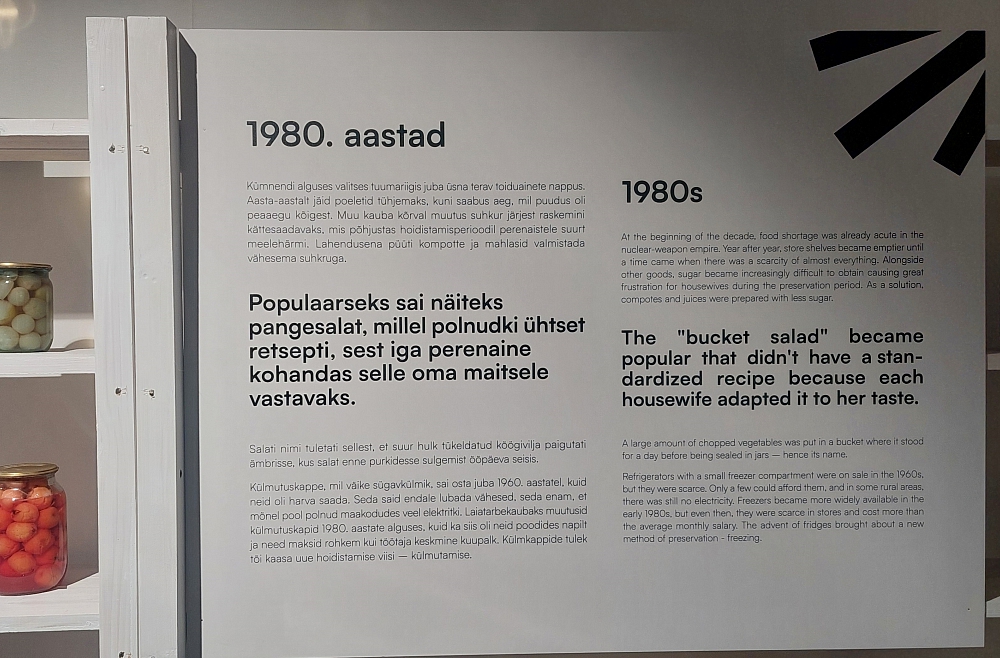 1980. aastad
Kümnendi alguses valitses tuumariigis juba üsna terav toiduainete nappus.
Aasta-aastalt jäid poeletid tühjemaks, kuni saabus aeg, mil puudus oli
peaaegu kõigest. Muu kauba kõrval muutus suhkur järjest raskemini
kättesaadavaks, mis põhjustas hoidistamisperioodil perenaistele suurt
meelehärmi. Lahendusena püüti kompotte ja mahlasid valmistada
vähesema suhkruga.
Populaarseks sai näiteks
pangesalat, millel polnudki ühtset
retsepti, sest iga perenaine
kohandas selle oma maitsele
vastavaks.
Salati nimi tuletati sellest, et suur hulk tükeldatud köögivilja paigutati
ämbrisse, kus salat enne purkidesse sulgemist ööpäeva seisis.
Külmutuskappe, mil väike sügavkülmik, sai osta juba 1960. aastatel, kuid
neid oli harva saada. Seda said endale lubada vähesed, seda enam, et
mõnel pool polnud maakodudes veel elektritki. Laiatarbekaubaks muutusid
külmutuskapid 1980. aastate alguses, kuid ka siis oli neid poodides napilt
ja need maksid rohkem kui töötaja keskmine kuupalk. Külmkappide tulek
tõi kaasa uue hoidistamise viisi – külmutamise.
1980s
At the beginning of the decade, food shortage was already acute in the
nuclear-weapon empire. Year after year, store shelves became emptier until
a time came when there was a scarcity of almost everything. Alongside
other goods, sugar became increasingly difficult to obtain causing great
frustration for housewives during the preservation period. As a solution,
compotes and juices were prepared with less sugar.
The "bucket salad" became
popular that didn't have a stan-
dardized recipe because each
housewife adapted it to her taste.
A large amount of chopped vegetables was put in a bucket where it stood
for a day before being sealed in jars – hence its name.
Refrigerators with a small freezer compartment were on sale in the 1960s,
but they were scarce. Only a few could afford them, and in some rural areas,
there was still no electricity. Freezers became more widely available in the
early 1980s, but even then, they were scarce in stores and cost more than
the average monthly salary. The advent of fridges brought about a new
method of preservation - freezing.